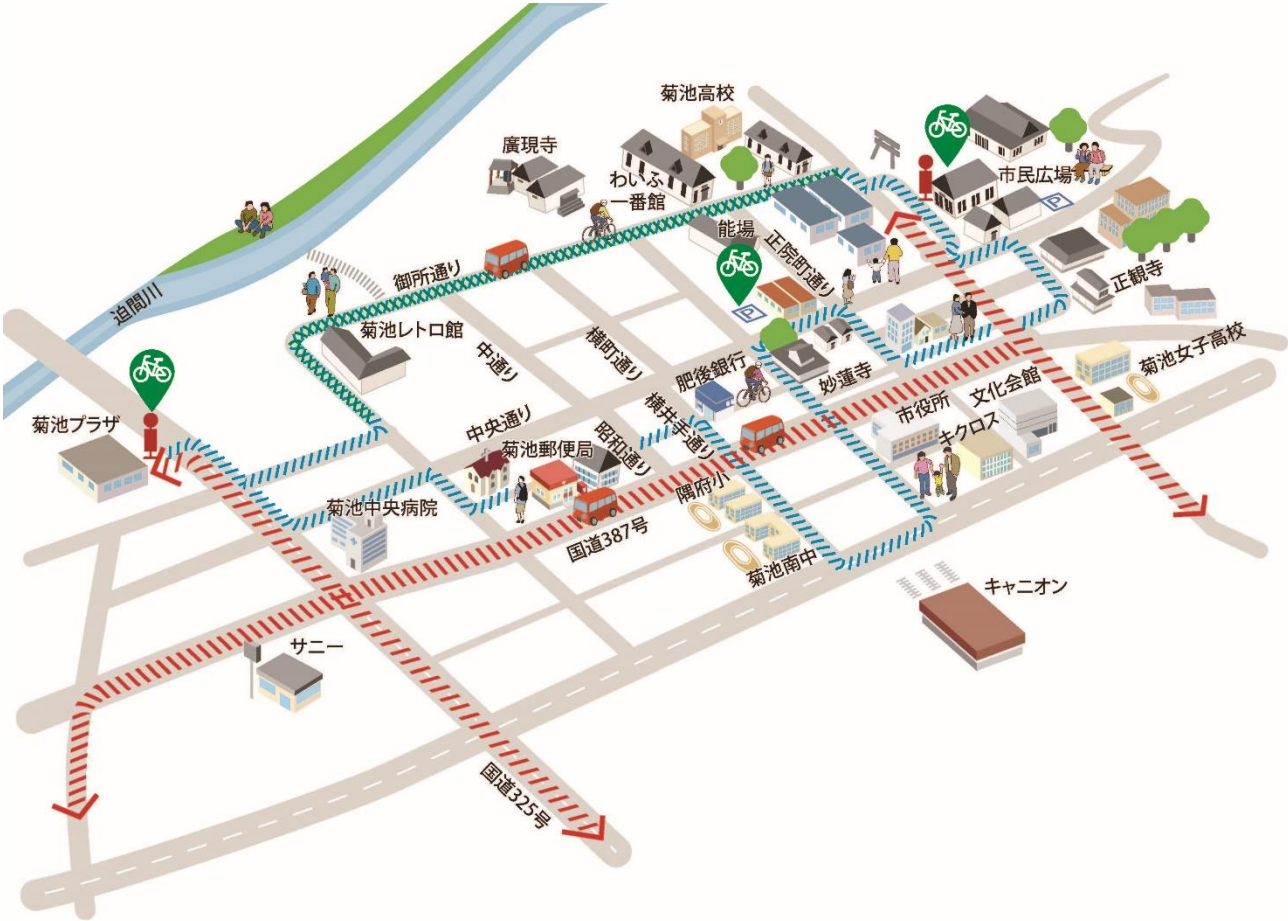 菊池高校
廣現寺
わいふ
一番館
市民広場
P
能場
正院町通り
御所通り
迫間川
正観寺
菊池レトロ館
P
中通り
横町通り
肥後銀行
妙蓮寺
菊池女子高校
菊池プラザ
中央通り
横井手通り
市役所
文化会館
キクロス
菊池郵便局
昭和通り
菊池中央病院
隈府小
国道387号
菊池南中
キャニオン
サニー
国道325号